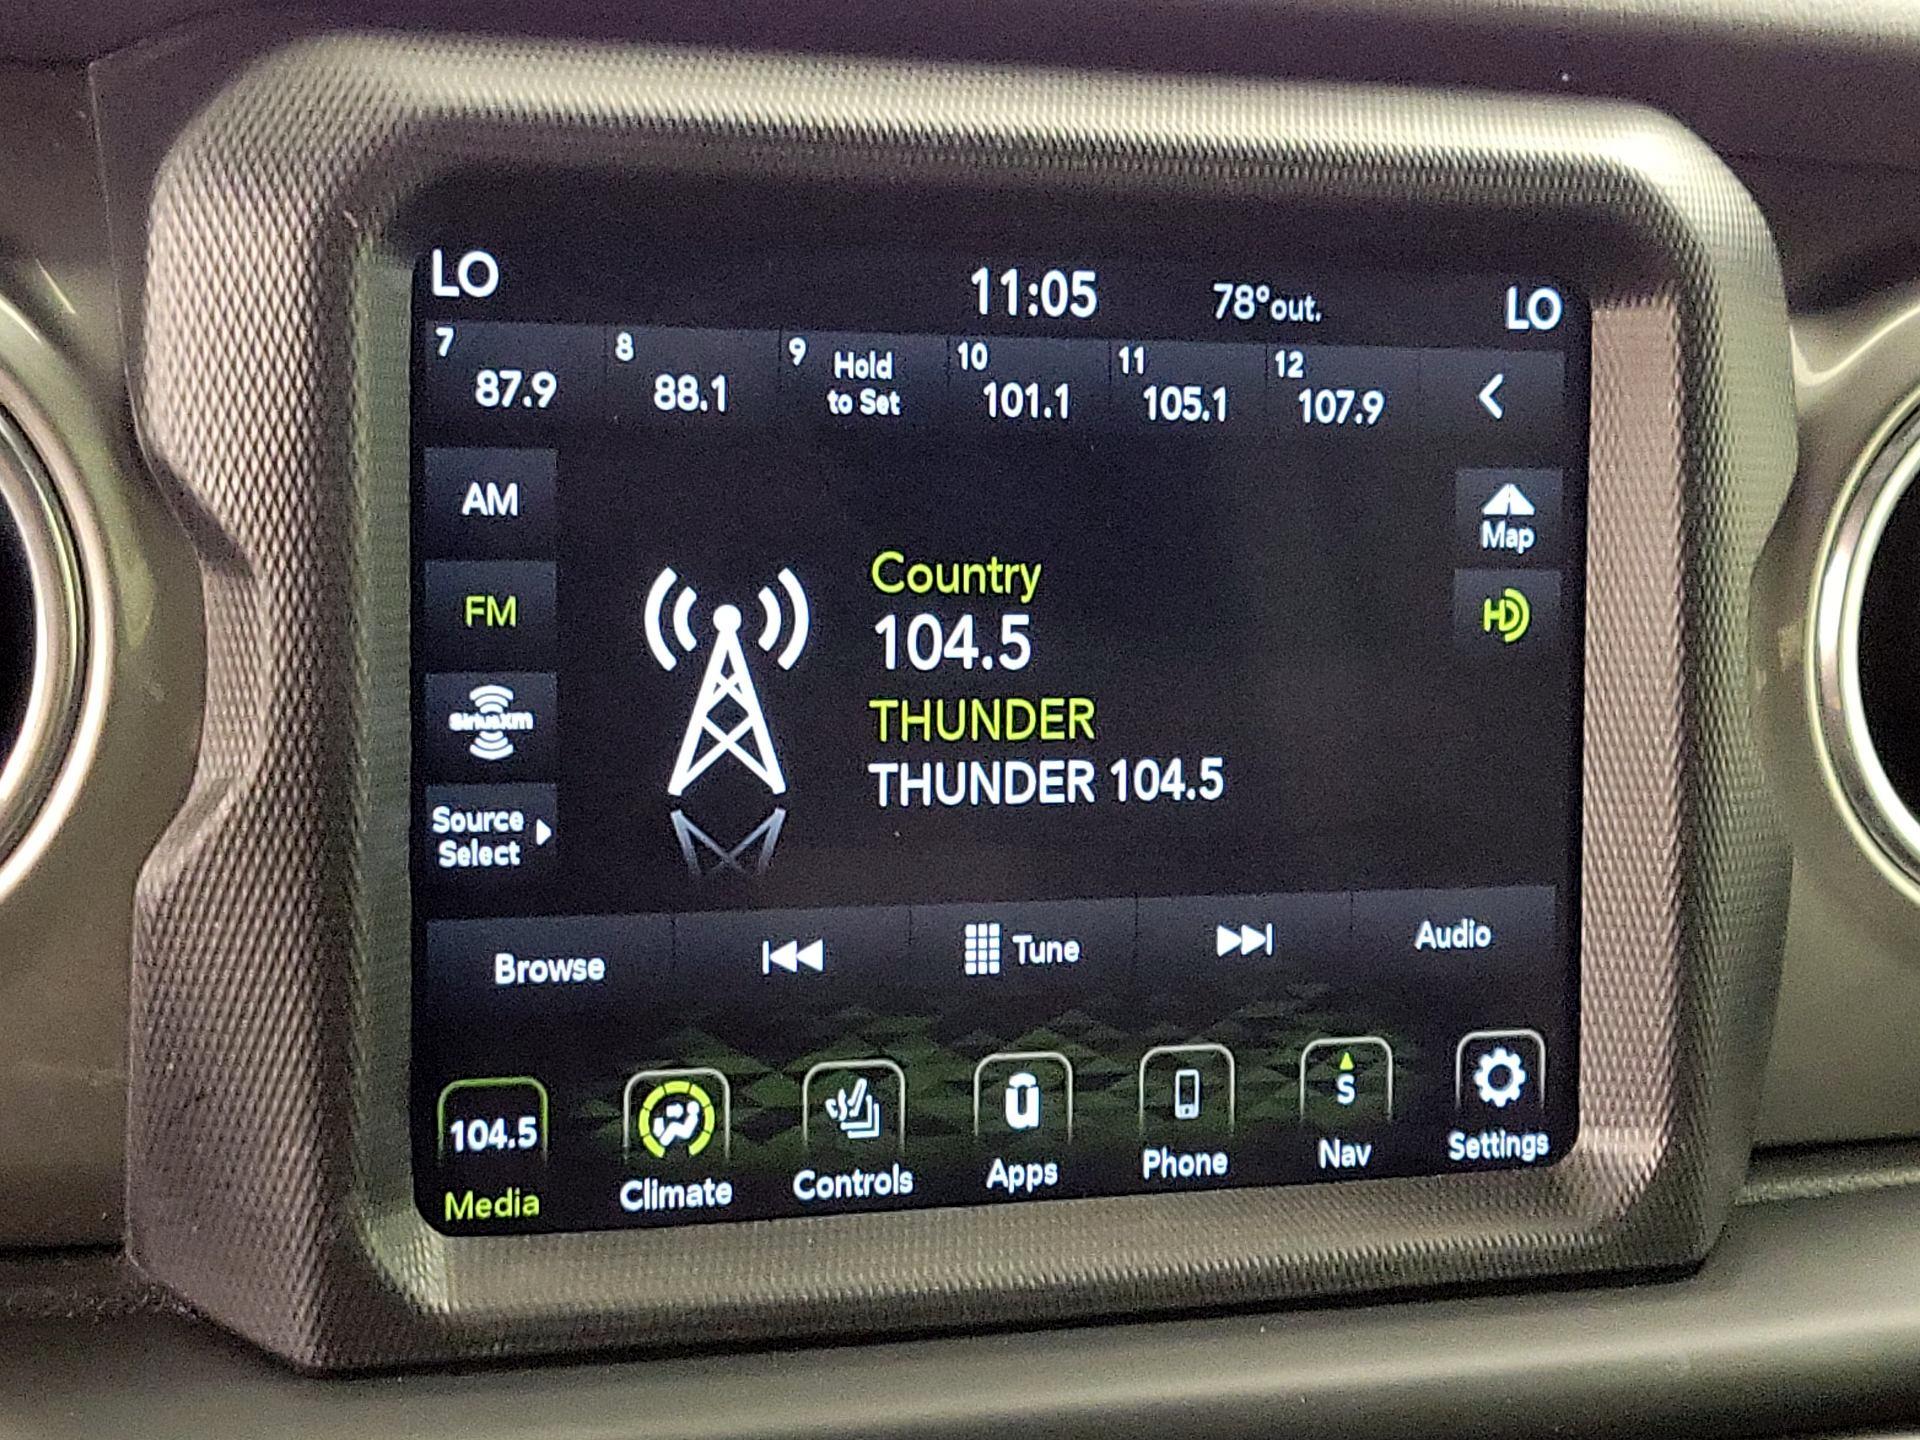 LO 11:05 78°out. LO
7 87.9 8 88.1 9 Hold to Set 10 101.1 11 105.1 12 107.9
AM
FM
siriusxm
Source
Select
Map
HD
Country
104.5
THUNDER
THUNDER 104.5
Browse Tune Audio
104.5 S
Media Climate Controls Apps Phone Nav Settings